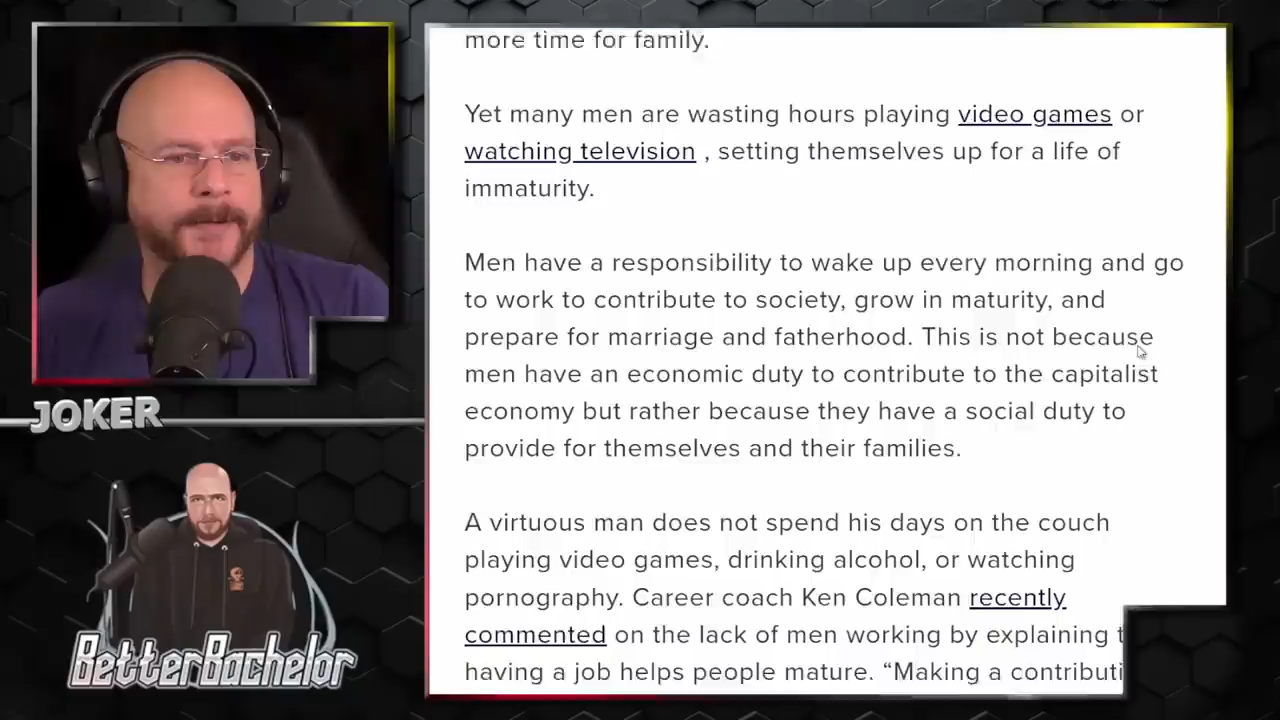 more time for family.
Yet many men are wasting hours playing video games or
watching television , setting themselves up for a life of
immaturity.
Men have a responsibility to wake up every morning and go
to work to contribute to society, grow in maturity, and
prepare for marriage and fatherhood. This is not because
men have an economic duty to contribute to the capitalist
economy but rather because they have a social duty to
provide for themselves and their families.
A virtuous man does not spend his days on the couch
playing video games, drinking alcohol, or watching
pornography. Career coach Ken Coleman recently
commented on the lack of men working by explaining
having a job helps people mature. “Making a
JOKER
BetterBachelor